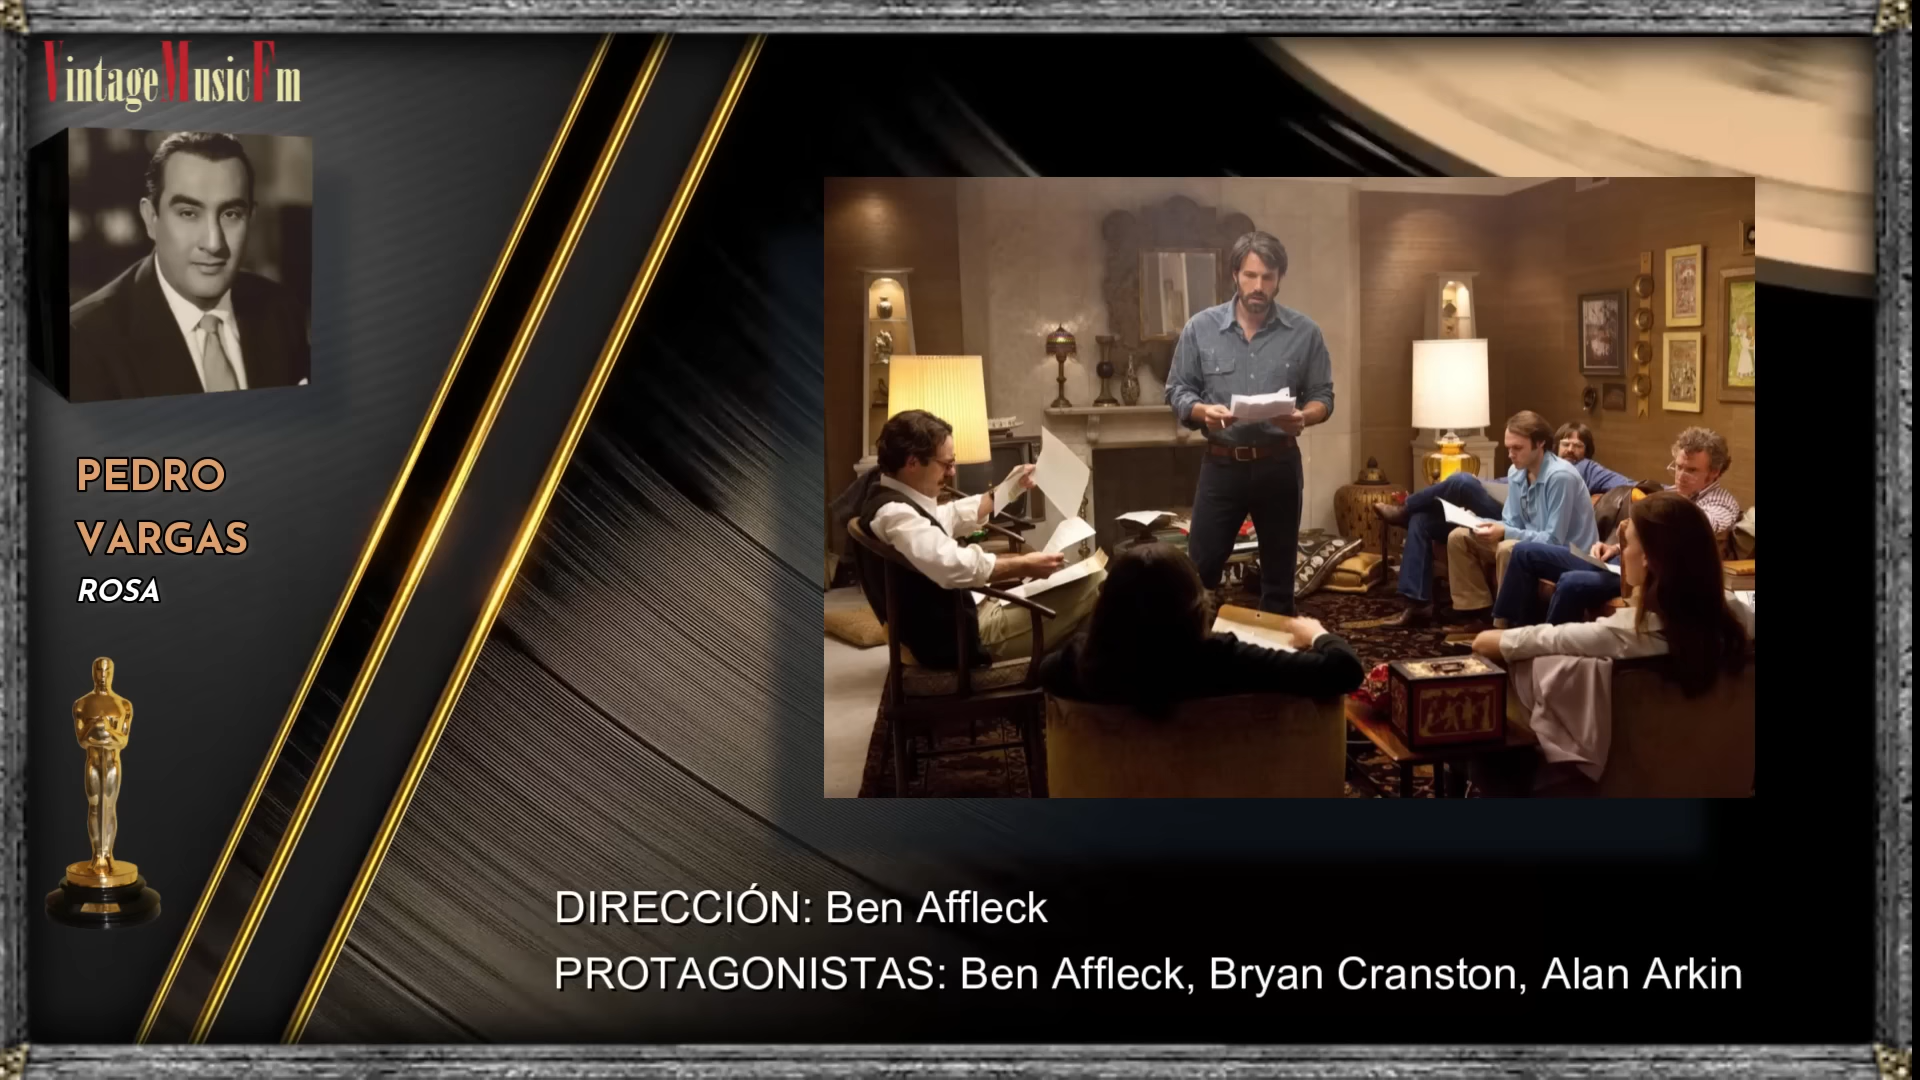 VintageMusicFm
PEDRO
VARGAS
ROSA
DIRECCIÓN: Ben Affleck
PROTAGONISTAS: Ben Affleck, Bryan Cranston, Alan Arkin